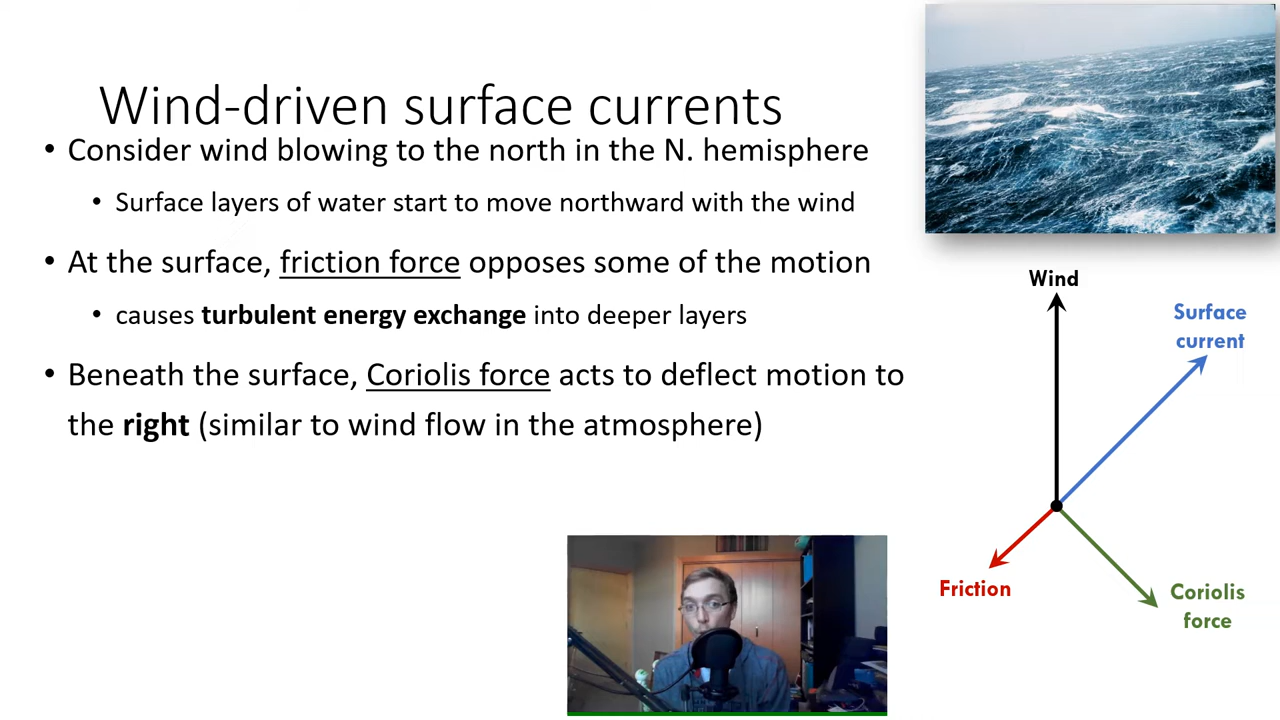 Wind-driven surface currents
• Consider wind blowing to the north in the N. hemisphere
• Surface layers of water start to move northward with the wind
• At the surface, friction force opposes some of the motion
• causes turbulent energy exchange into deeper layers
• Beneath the surface, Coriolis force acts to deflect motion to
the right (similar to wind flow in the atmosphere)
Wind
Surface
current
Friction
Coriolis
force